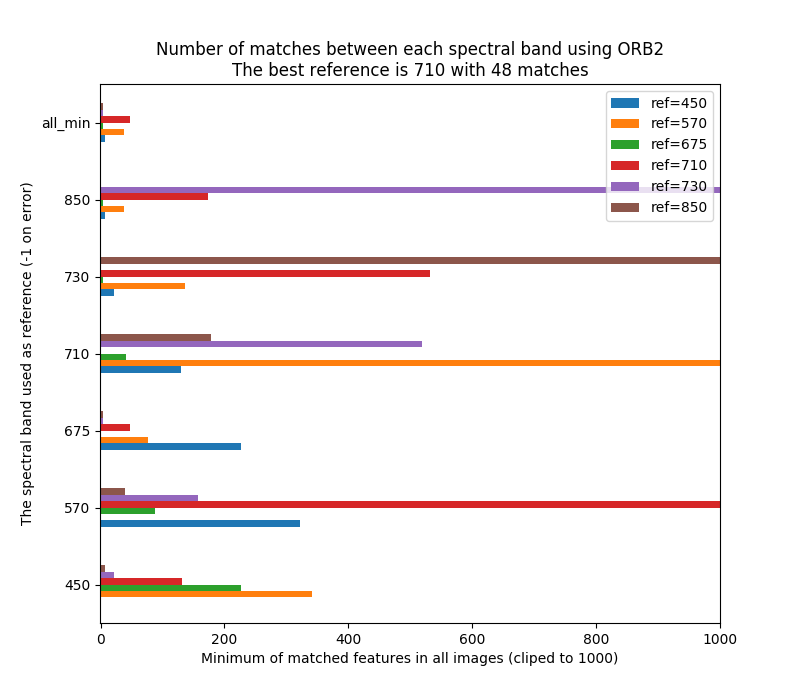 Number of matches between each spectral band using ORB2
The best reference is 710 with 48 matches
ref=450
ref=570
ref=675
ref=710
ref=730
ref=850
The spectral band used as reference (-1 on error)
all_min
850
730
710
675
570
450
0 200 400 600 800 1000
Minimum of matched features in all images (cliped to 1000)